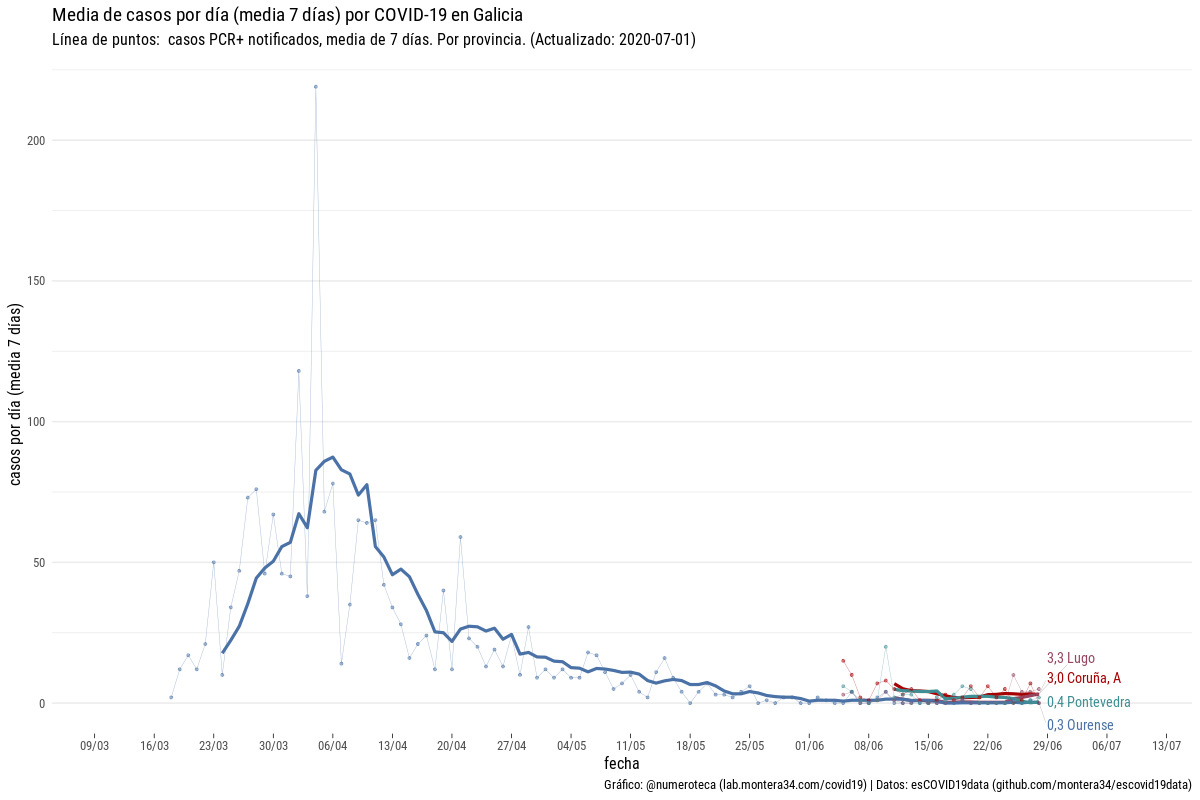 Media de casos por día (media 7 días) por COVID-19 en Galicia
Línea de puntos:  casos PCR+ notificados, media de 7 días. Por provincia. (Actualizado: 2020-07-01)
casos por día (media 7 días)
200
150
100
50
0
3,3 Lugo
3,0 Coruña, A
0,4 Pontevedra
0,3 Ourense
09/03 16/03 23/03 30/03 06/04 13/04 20/04 27/04 04/05 11/05 18/05 25/05 01/06 08/06 15/06 22/06 29/06 06/07 13/07
fecha
Gráfico: @numeroteca (lab.montera34.com/covid19) | Datos: esCOVID19data (github.com/montera34/escovid19data)